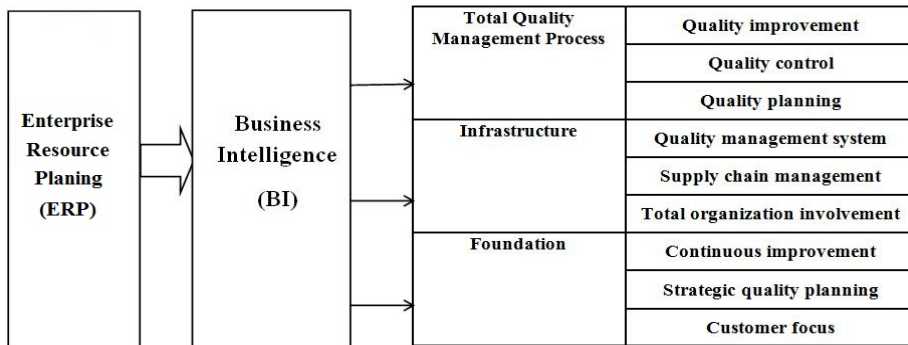 Enterprise
Resource
Planing
(ERP)
Business
Intelligence
(BI)
Total Quality
Management Process
Quality improvement
Quality control
Quality planning
Infrastructure
Quality management system
Supply chain management
Total organization involvement
Foundation
Continuous improvement
Strategic quality planning
Customer focus